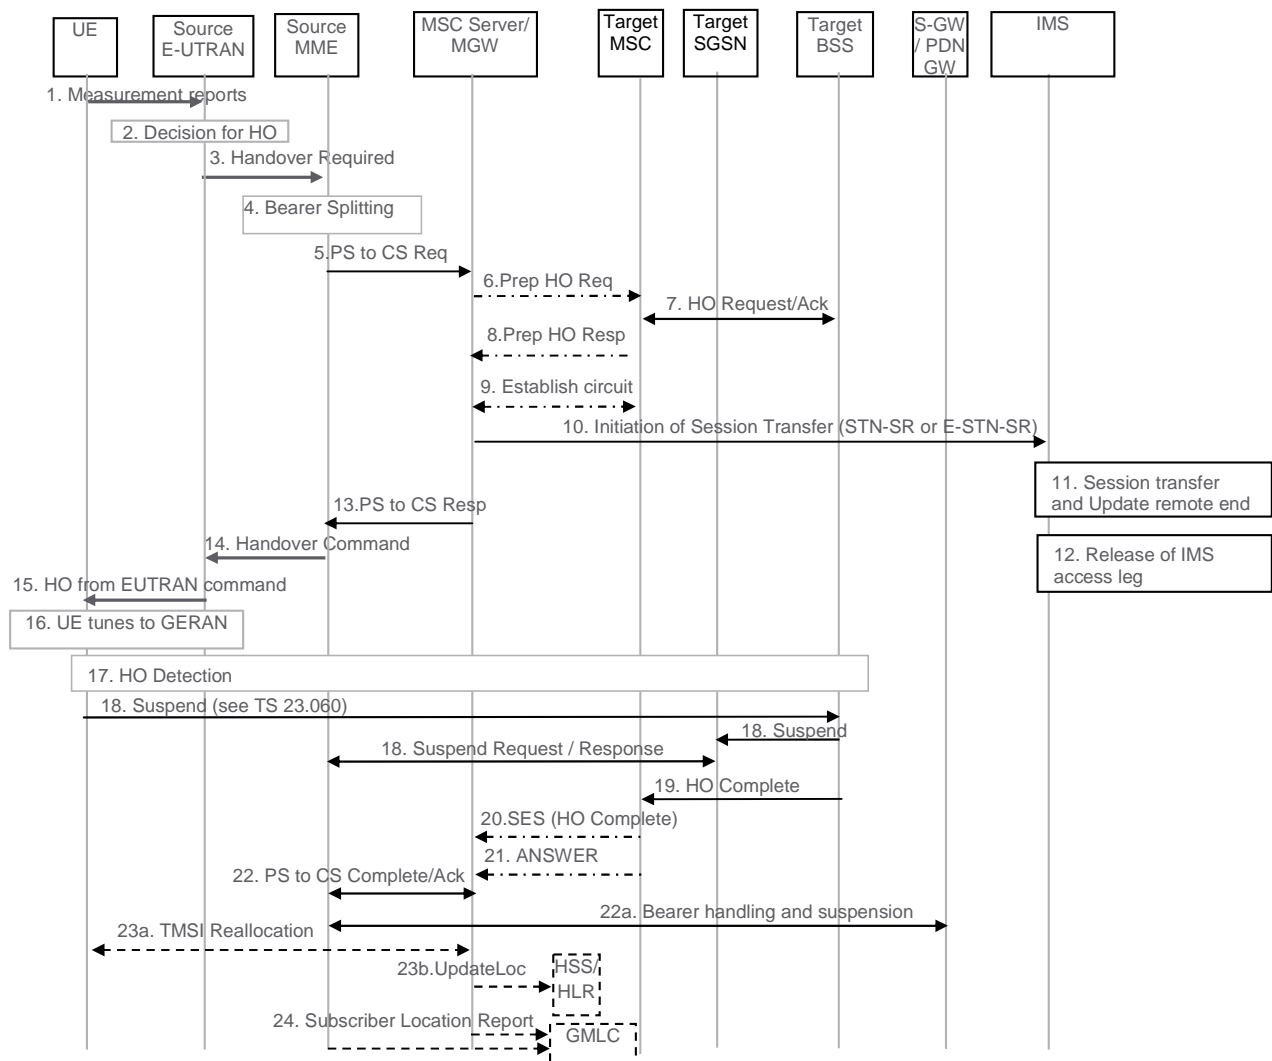 UE
Source
E-UTRAN
Source
MME
MSC Server/
MGW
Target
MSC
Target
SGSN
Target
BSS
S-GW
/ PDN
GW
IMS
1. Measurement reports
2. Decision for HO
3. Handover Required
4. Bearer Splitting
5.PS to CS Req
6.Prep HO Req
7. HO Request/Ack
8.Prep HO Resp
9. Establish circuit
10. Initiation of Session Transfer (STN-SR or E-STN-SR)
11. Session transfer
and Update remote end
13.PS to CS Resp
14. Handover Command
12. Release of IMS
access leg
15. HO from EUTRAN command
16. UE tunes to GERAN
17. HO Detection
18. Suspend (see TS 23.060)
18. Suspend
18. Suspend Request / Response
19. HO Complete
20.SES (HO Complete)
21. ANSWER
22. PS to CS Complete/Ack
22a. Bearer handling and suspension
23a. TMSI Reallocation
23b.UpdateLoc
HSS/
HLR
24. Subscriber Location Report
GMLC